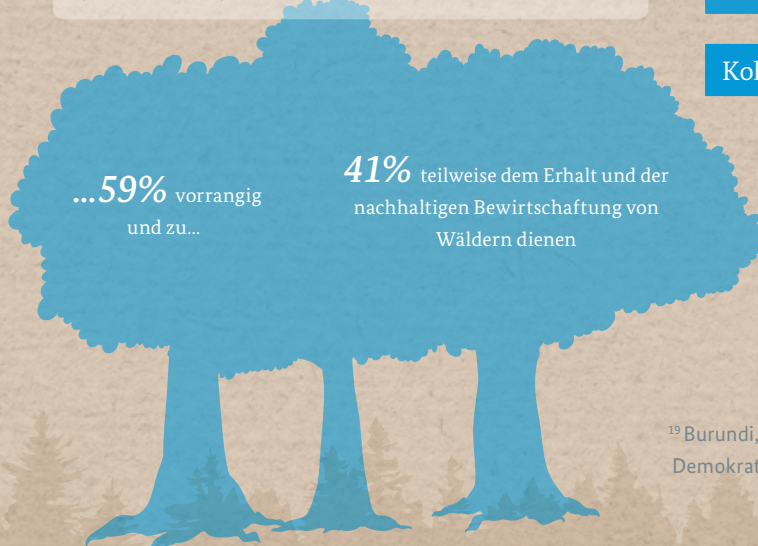 Kol
...59% vorrangig
und zu...
41% teilweise dem Erhalt und der
nachhaltigen Bewirtschaftung von
Wäldern dienen
19 Burundi,
Demokrat